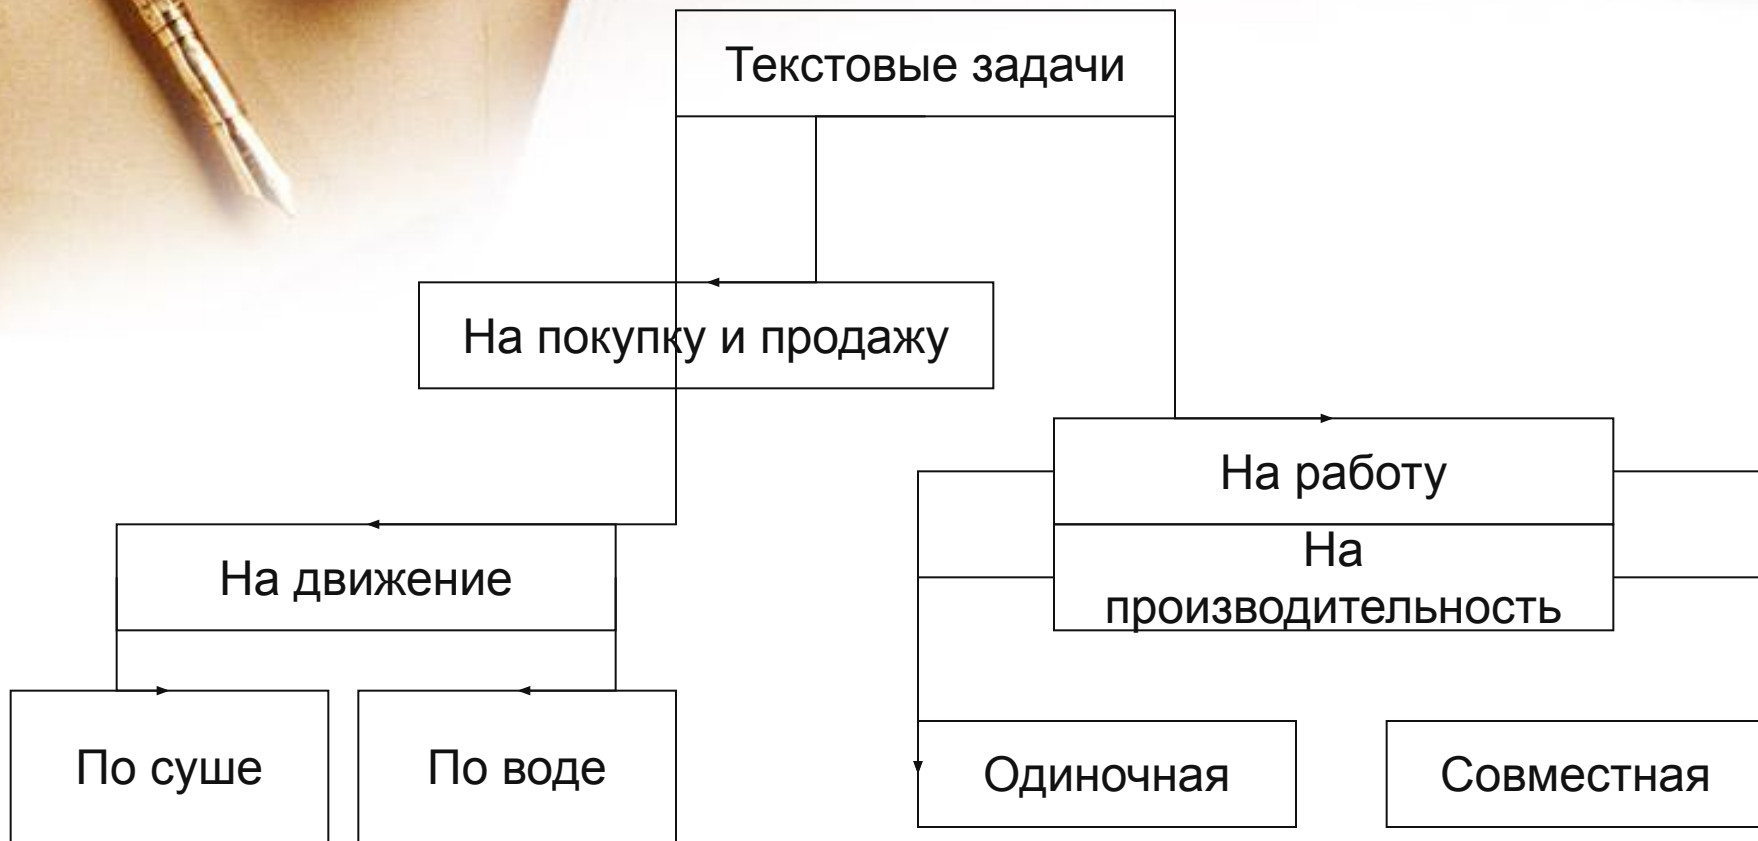 Текстовые задачи
На покупку и продажу
На работу
На
производительность
На движение
По суше
По воде
Одиночная
Совместная